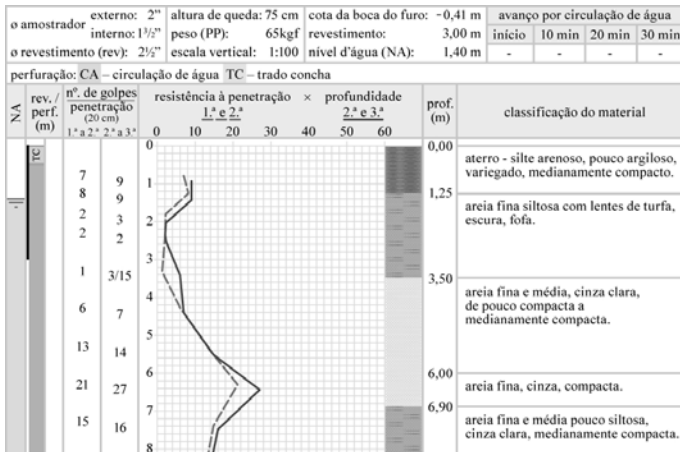 ø amostrador externo: 2" altura de queda: 75 cm cota da boca do furo: -0,41 m avanço por circulação de água
interno: 1³/²" peso (PP): 65kgf revestimento: 3,00 m início 10 min 20 min 30 min
ø revestimento (rev): 2½" escala vertical: 1:100 nível d'água (NA): 1,40 m - - - -
perfuração: CA – circulação de água TC – trado concha
NA rev. / perf. (m) nº. de golpes penetração (20 cm) 1.ª a 2.ª 2.ª a 3.ª resistência à penetração × profundidade 1.ª e 2.ª 2.ª e 3.ª prof. (m) classificação do material
0 10 20 30 40 50 60
TC 0 0,00
aterro - silte arenoso, pouco argiloso,
variegado, medianamente compacto.
7 9 1
8 9 1,25
areia fina siltosa com lentes de turfa,
escura, fofa.
2 3 2
2 2
3
1 3/15 3,50
areia fina e média, cinza clara,
de pouco compacta a
medianamente compacta.
4
6 7
5
13 14
6 6,00
areia fina, cinza, compacta.
21 27
6,90
7
areia fina e média pouco siltosa,
cinza clara, medianamente compacta.
15 16
8